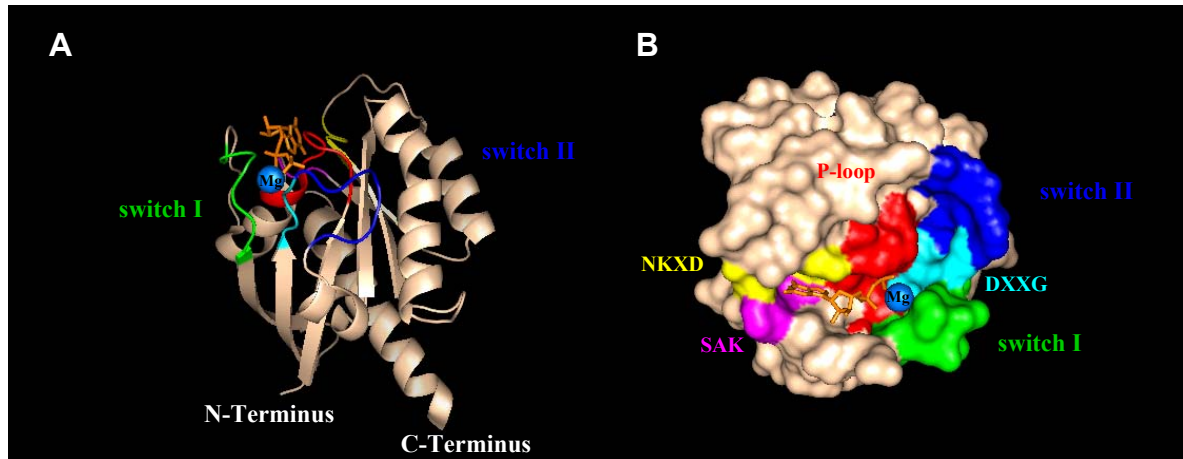 A
switch II
Mg
switch I
N-Terminus
C-Terminus
B
P-loop
switch II
NKXD
DXXG
Mg
SAK
switch I